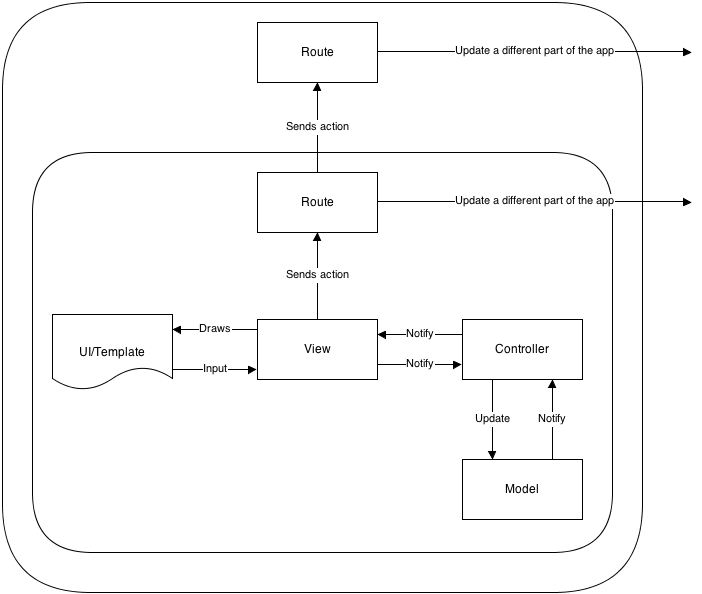 Route
Update a different part of the app
Sends action
Route
Update a different part of the app
Sends action
UI/Template
Draws
Input
View
Notify
Notify
Controller
Update
Notify
Model